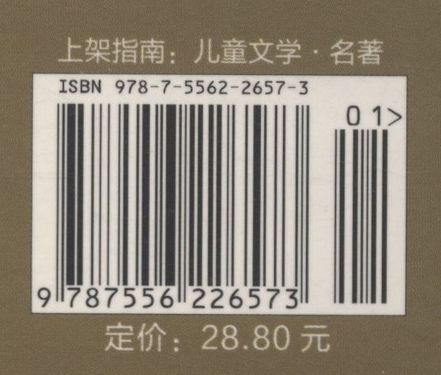 上架指南：儿童文学·名著
ISBN 978-7-5562-2657-3
01>
9 787556 226573
定价：28.80 元